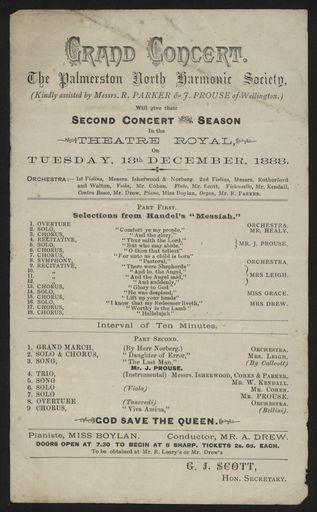 GRAND CONCERT.
The Palmerston North Harmonic Society,
(Kindly assisted by Messrs. R. PARKER & J. PROUSE of Wellington.)
Will give their
SECOND CONCERT OF SEASON
In the
THEATRE ROYAL,
On
TUESDAY, 18th DECEMBER, 1888.
ORCHESTRA:— 1st Violins, Messrs. Isherwood & Norberg. 2nd Violins, Messrs. Rutherford
and Walton, Viola, Mr. Cohen, Flute, Mr. Scott, Violoncello, Mr. Kendall,
Contra Basso, Mr. Drew, Piano, Miss Boylan, Organ, Mr. R. PARKER.
PART FIRST.
Selections from Handel's "Messiah."
1. OVERTURE ORCHESTRA.
2. SOLO, "Comfort ye my people," MR. HEALY.
3. CHORUS, "And the glory,"
4. RECITATIVE, "Thus saith the Lord,"
5. SOLO, "But who may abide," } MR. J. PROUSE.
6. CHORUS, "O thou that tellest"
7. CHORUS, "For unto us a child is born"
8. SYMPHONY, "Pastoral," ORCHESTRA.
9. RECITATIVE, "There were Shepherds"
10. " "And lo, the Angel,"
11. " "And the Angel said," MRS LEIGH.
12. " "And suddenly,"
13. CHORUS, "Glory to God"
14. SOLO, "He was despised," MISS GRACE.
15. CHORUS, "Lift up your heads"
16. SOLO, "I know that my Redeemer liveth," MRS DREW.
17. CHORUS, "Worthy is the Lamb"
18. CHORUS, "Hallelujah"
Interval of Ten Minutes.
PART SECOND.
1. GRAND MARCH, (By Herr Norberg.) ORCHESTRA.
2. SOLO & CHORUS, "Daughter of Error," MRS. LEIGH.
3. SONG, "The Last Man," (By Callcott)
Mr. J. PROUSE.
4. TRIO, (Instrumental) MESSRS. ISHERWOOD, COHEN & PARKER.
5. SONG MR. W. KENDALL.
6. SOLO (Viola) MR. COHEN.
7. SOLO MR. PROUSE.
8. OVERTURE (Tancredi) ORCHESTRA.
9 CHORUS, "Viva Amina," (Bellini).
GOD SAVE THE QUEEN.
Pianiste, MISS BOYLAN. Conductor, MR. A. DREW.
DOORS OPEN AT 7.30 TO BEGIN AT 8 SHARP. TICKETS 2s. 6d. EACH.
To be obtained at Mr. R. Leary's or Mr. Drew's
G. J. SCOTT,
HON. SECRETARY.